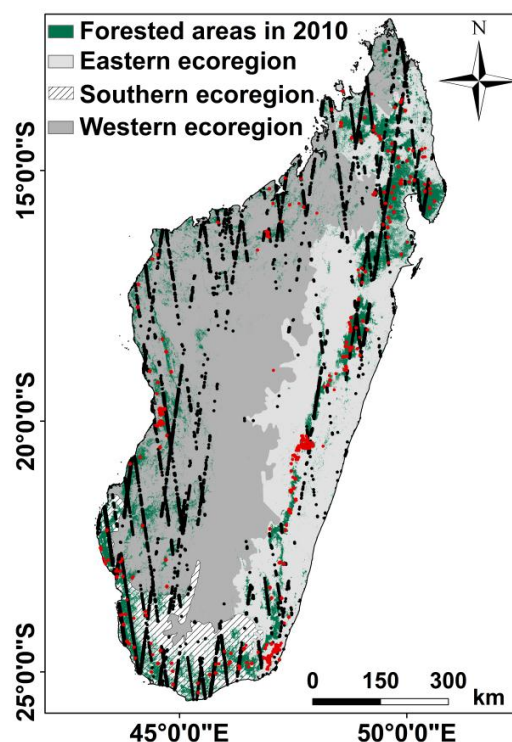 Forested areas in 2010
Eastern ecoregion
Southern ecoregion
Western ecoregion
N
15°0'0"S
20°0'0"S
25°0'0"S
0 150 300
km
45°0'0"E 50°0'0"E